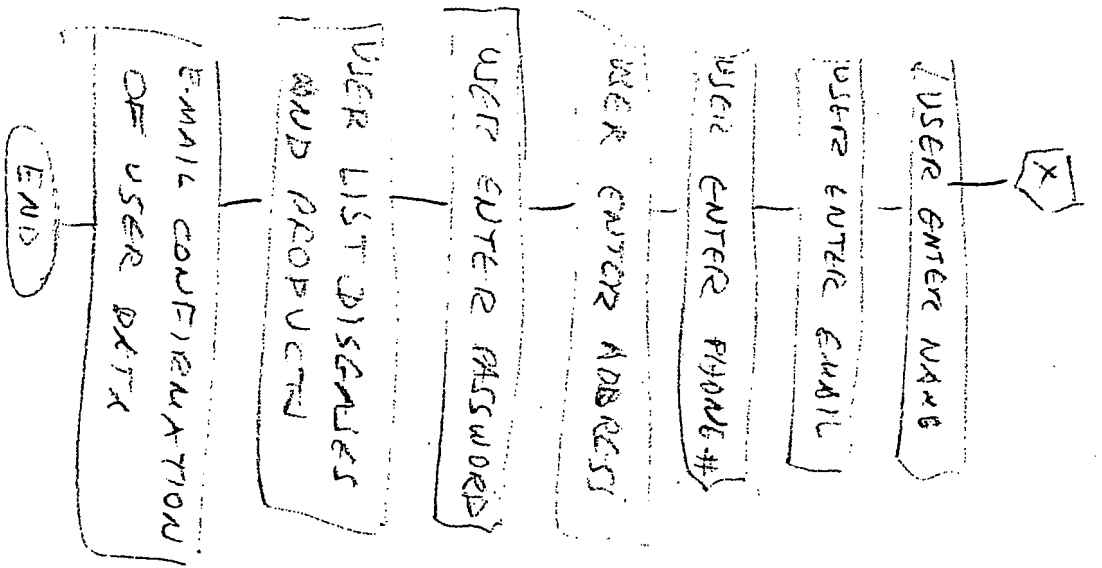 X
USER ENTER NAME
USER ENTER EMAIL
USER ENTER PHONE #
USER ENTER ADDRESS
USER ENTER PASSWORD
USER LIST DISEASES
AND PRODUCTS
E-MAIL CONFIRMATION
OF USER DATA
END